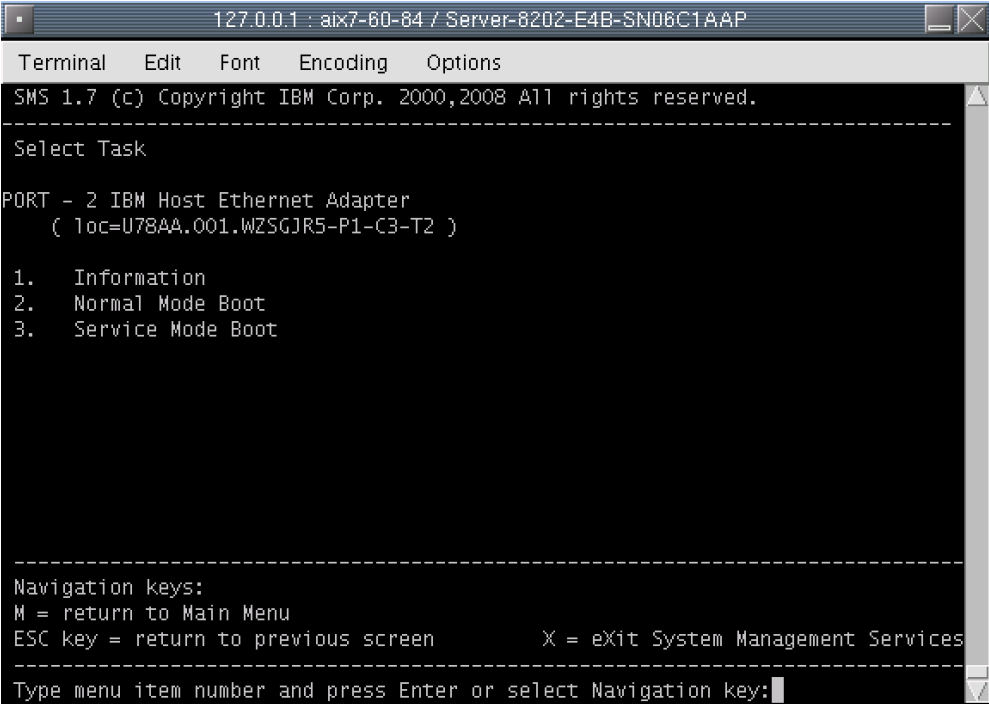 127.0.0.1 : aix7-60-84 / Server-8202-E4B-SN06C1AAP
Terminal Edit Font Encoding Options
SMS 1.7 (c) Copyright IBM Corp. 2000,2008 All rights reserved.
-------------------------------------------------------------------------------
Select Task
PORT - 2 IBM Host Ethernet Adapter
( loc=U78AA.001.WZSGJR5-P1-C3-T2 )
1. Information
2. Normal Mode Boot
3. Service Mode Boot
-------------------------------------------------------------------------------
Navigation keys:
M = return to Main Menu
ESC key = return to previous screen X = eXit System Management Services
-------------------------------------------------------------------------------
Type menu item number and press Enter or select Navigation key: